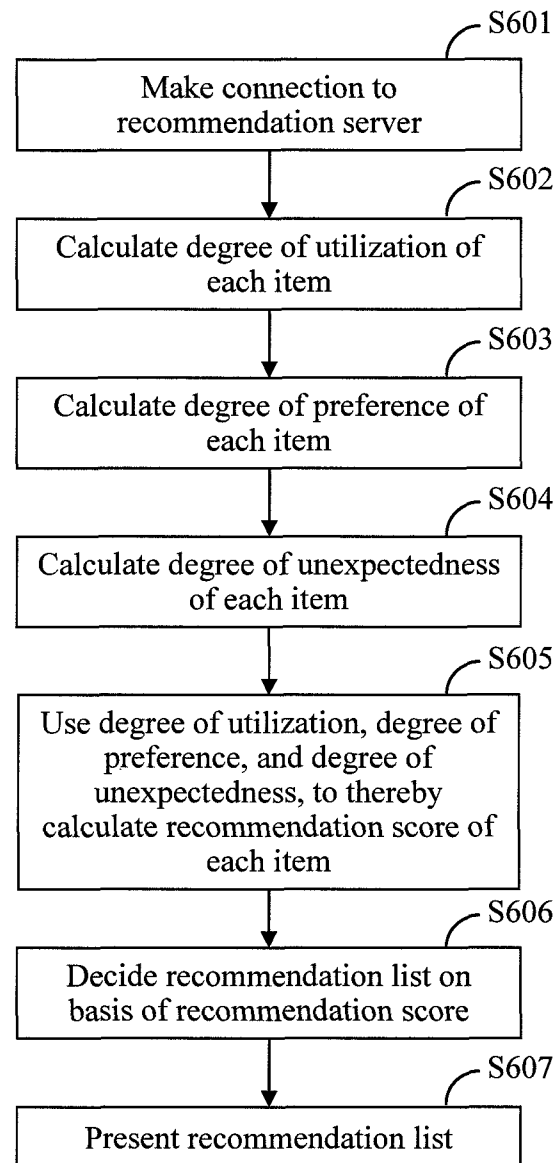 S601
Make connection to
recommendation server
S602
Calculate degree of utilization of
each item
S603
Calculate degree of preference of
each item
S604
Calculate degree of unexpectedness
of each item
S605
Use degree of utilization, degree of
preference, and degree of
unexpectedness, to thereby
calculate recommendation score of
each item
S606
Decide recommendation list on
basis of recommendation score
S607
Present recommendation list